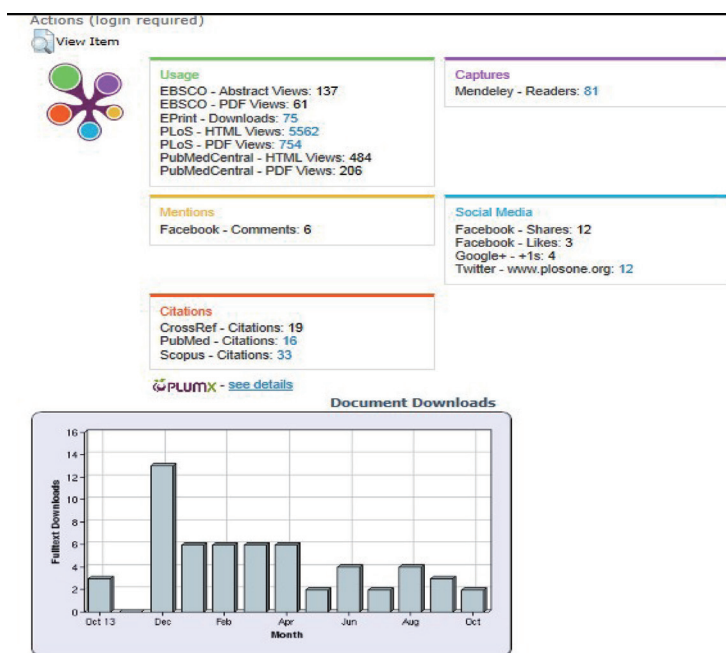 Actions (login required)
View Item
Usage
EBSCO - Abstract Views: 137
EBSCO - PDF Views: 61
EPrint - Downloads: 75
PLoS - HTML Views: 5562
PLoS - PDF Views: 754
PubMedCentral - HTML Views: 484
PubMedCentral - PDF Views: 206
Captures
Mendeley - Readers: 81
Mentions
Facebook - Comments: 6
Social Media
Facebook - Shares: 12
Facebook - Likes: 3
Google+ - +1s: 4
Twitter - www.plosone.org: 12
Citations
CrossRef - Citations: 19
PubMed - Citations: 16
Scopus - Citations: 33
PLUMX - see details
Document Downloads
Fulltext Downloads
16
14
12
10
8
6
4
2
0
Oct 13 Dec Feb Apr Jun Aug Oct
Month